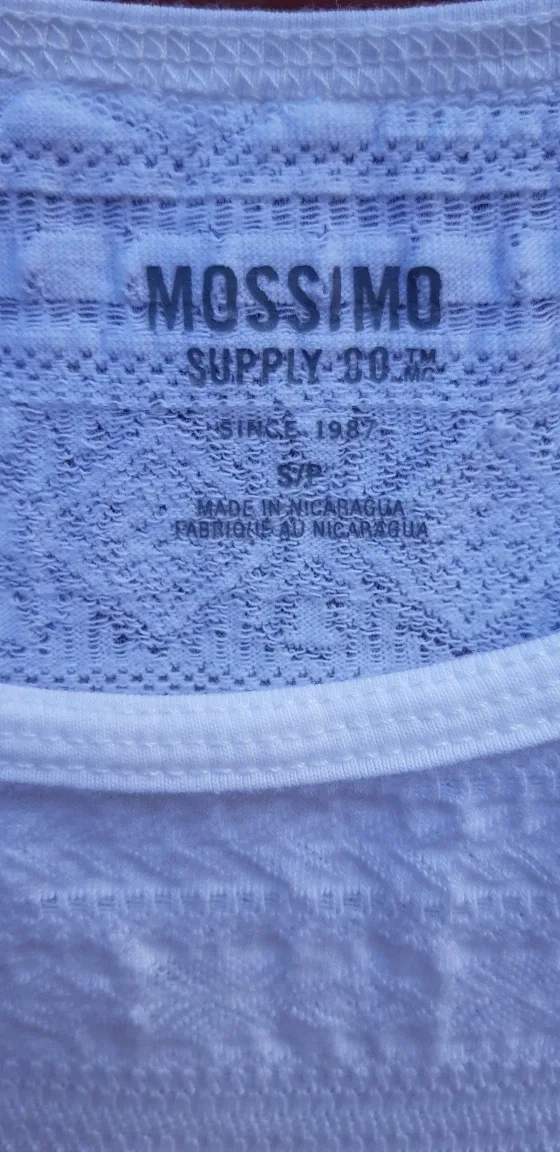 MOSSIMO
SUPPLY CO.™ MC
SINCE 1987
S/P
MADE IN NICARAGUA
FABRIQUÉ AU NICARAGUA